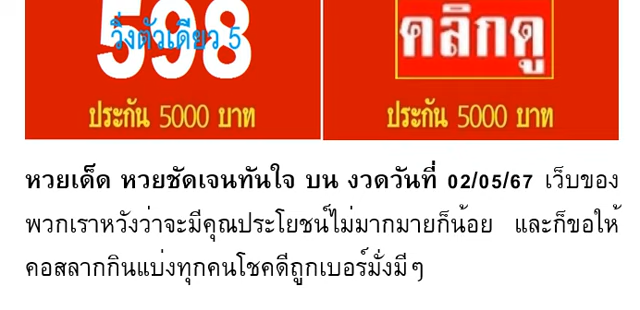 598
วิ่งตัวเดียว 5
คลิกดู
ประกัน 5000 บาท
ประกัน 5000 บาท
หวยเด็ด หวยชัดเจนทันใจ บน งวดวันที่ 02/05/67 เว็บของ
พวกเราหวังว่าจะมีคุณประโยชน์ไม่มากมายก็น้อย และก็ขอให้
คอสลากกินแบ่งทุกคนโชคดีถูกเบอร์มั่งมีๆ